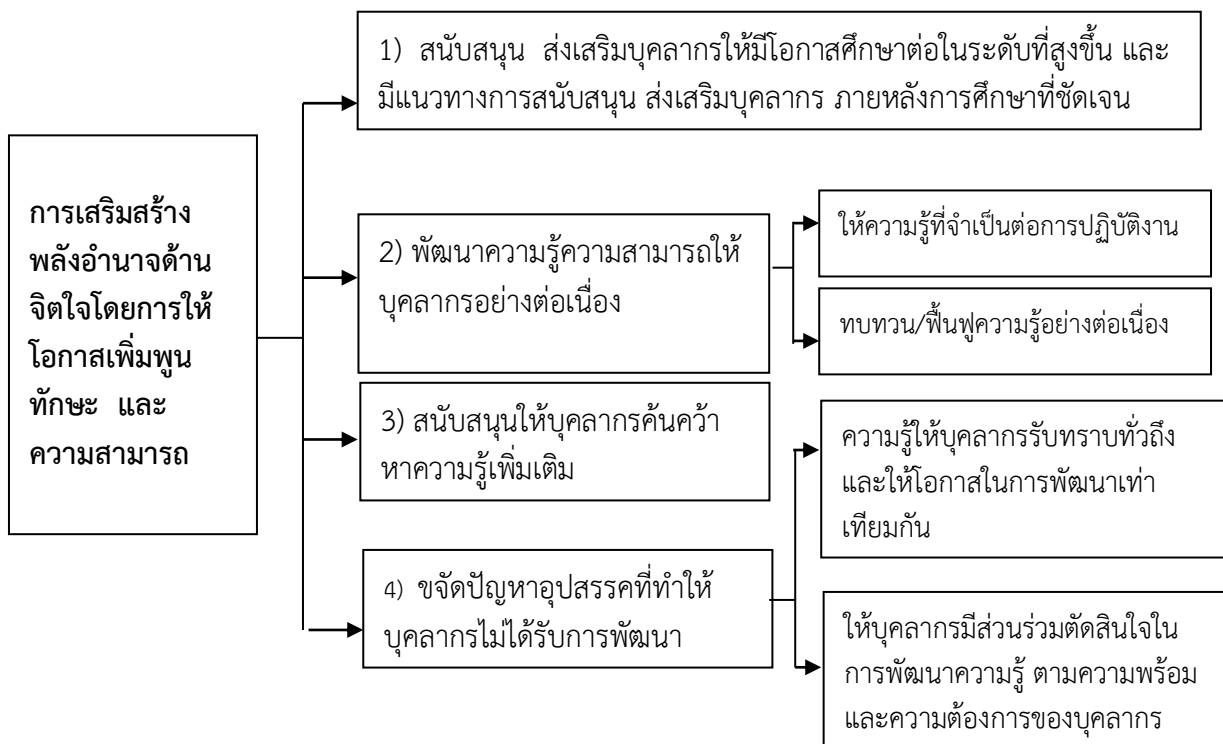 1) สนับสนุน ส่งเสริมบุคลากรให้มีโอกาสศึกษาต่อในระดับที่สูงขึ้น และ
มีแนวทางการสนับสนุน ส่งเสริมบุคลากร ภายหลังการศึกษาที่ชัดเจน
การเสริมสร้าง
พลังอำนาจด้าน
จิตใจโดยการให้
โอกาสเพิ่มพูน
ทักษะ และ
ความสามารถ
2) พัฒนาความรู้ความสามารถให้
บุคลากรอย่างต่อเนื่อง
ให้ความรู้ที่จำเป็นต่อการปฏิบัติงาน
ทบทวน/ฟื้นฟูความรู้อย่างต่อเนื่อง
3) สนับสนุนให้บุคลากรค้นคว้า
หาความรู้เพิ่มเติม
4) ขจัดปัญหาอุปสรรคที่ทำให้
บุคลากรไม่ได้รับการพัฒนา
ความรู้ให้บุคลากรรับทราบทั่วถึง
และให้โอกาสในการพัฒนาเท่า
เทียมกัน
ให้บุคลากรมีส่วนร่วมตัดสินใจใน
การพัฒนาความรู้ ตามความพร้อม
และความต้องการของบุคลากร